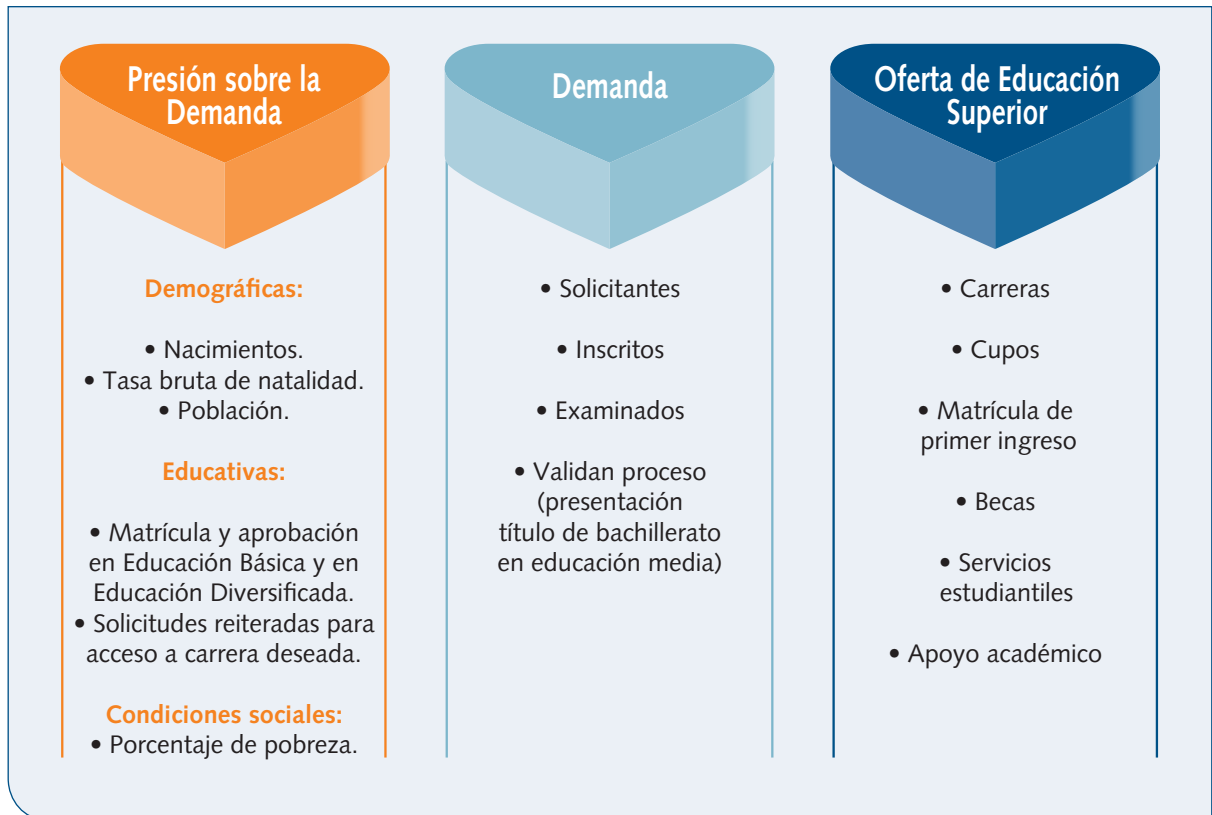 Presión sobre la
Demanda
Demográficas:
• Nacimientos.
• Tasa bruta de natalidad.
• Población.
Educativas:
• Matrícula y aprobación
en Educación Básica y en
Educación Diversificada.
• Solicitudes reiteradas para
acceso a carrera deseada.
Condiciones sociales:
• Porcentaje de pobreza.
Demanda
• Solicitantes
• Inscritos
• Examinados
• Validan proceso
(presentación
título de bachillerato
en educación media)
Oferta de Educación
Superior
• Carreras
• Cupos
• Matrícula de
primer ingreso
• Becas
• Servicios
estudiantiles
• Apoyo académico